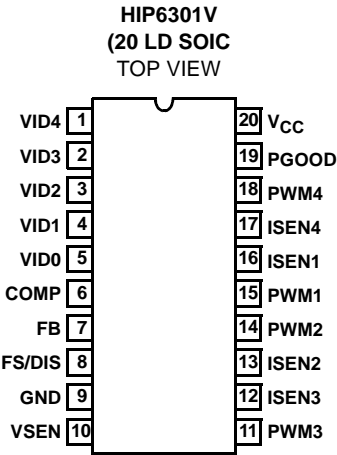 HIP6301V
(20 LD SOIC
TOP VIEW
VID4 1 20 VCC
VID3 2 19 PGOOD
VID2 3 18 PWM4
VID1 4 17 ISEN4
VID0 5 16 ISEN1
COMP 6 15 PWM1
FB 7 14 PWM2
FS/DIS 8 13 ISEN2
GND 9 12 ISEN3
VSEN 10 11 PWM3